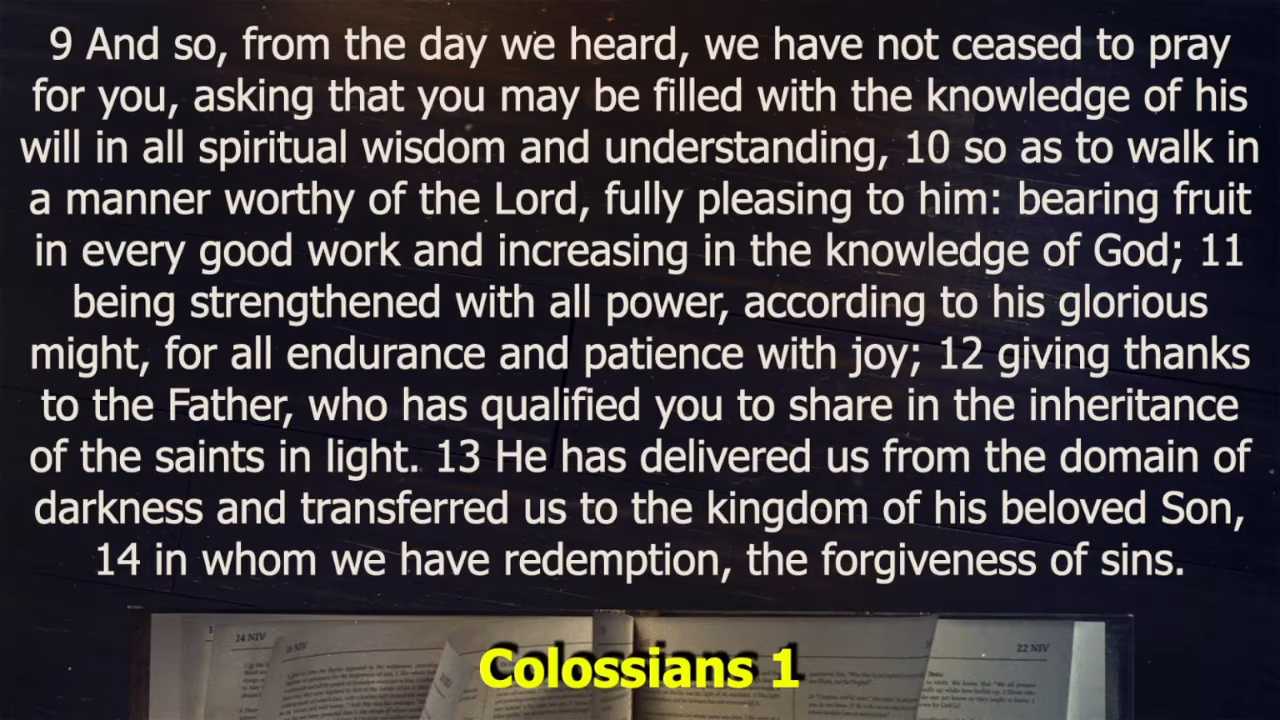 9 And so, from the day we heard, we have not ceased to pray
for you, asking that you may be filled with the knowledge of his
will in all spiritual wisdom and understanding, 10 so as to walk in
a manner worthy of the Lord, fully pleasing to him: bearing fruit
in every good work and increasing in the knowledge of God; 11
being strengthened with all power, according to his glorious
might, for all endurance and patience with joy; 12 giving thanks
to the Father, who has qualified you to share in the inheritance
of the saints in light. 13 He has delivered us from the domain of
darkness and transferred us to the kingdom of his beloved Son,
14 in whom we have redemption, the forgiveness of sins.
14 NIV
22 NIV
Colossians 1